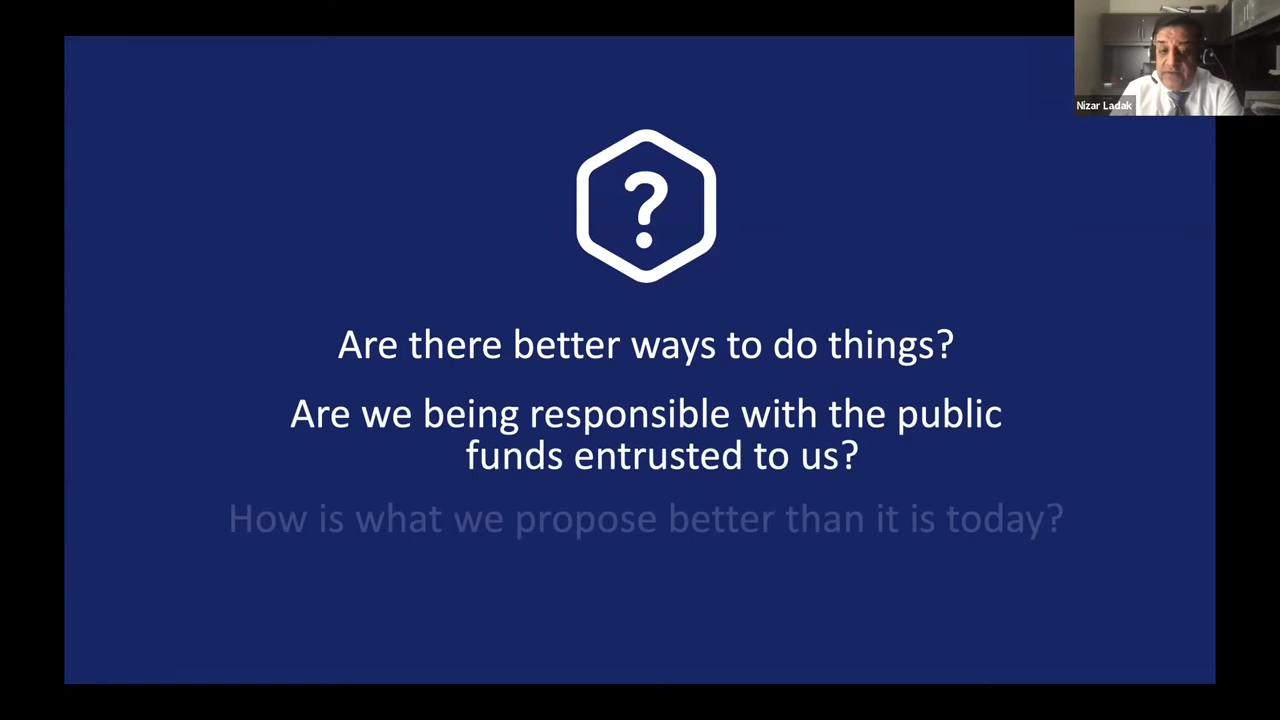 Nizar Ladak
?
Are there better ways to do things?
Are we being responsible with the public
funds entrusted to us?
How is what we propose better than it is today?